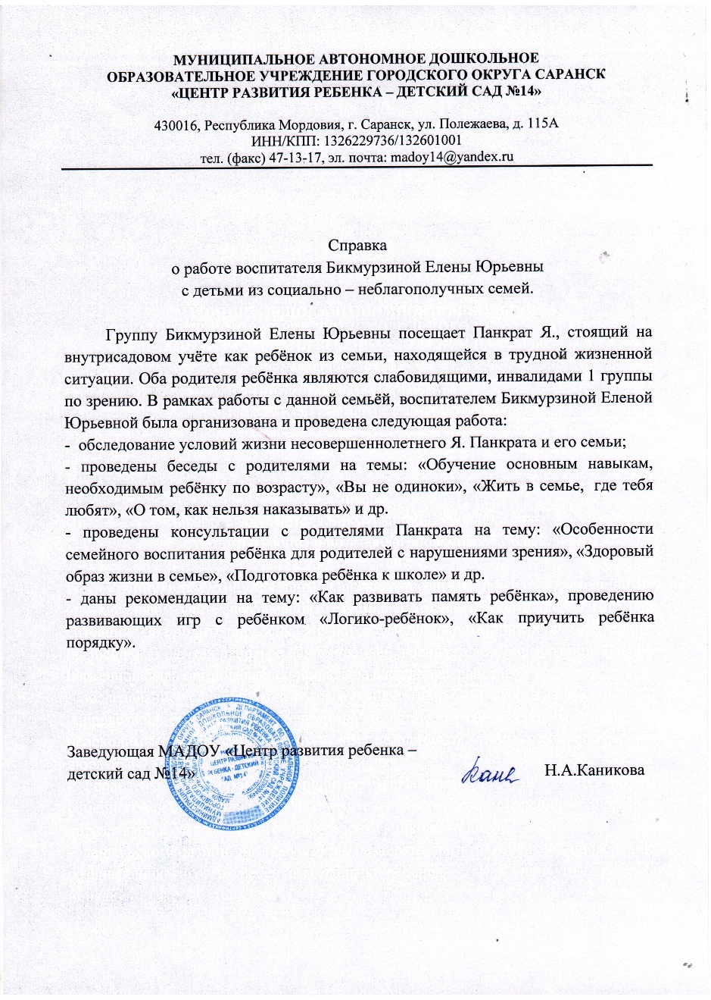 МУНИЦИПАЛЬНОЕ АВТОНОМНОЕ ДОШКОЛЬНОЕ
ОБРАЗОВАТЕЛЬНОЕ УЧРЕЖДЕНИЕ ГОРОДСКОГО ОКРУГА САРАНСК
«ЦЕНТР РАЗВИТИЯ РЕБЕНКА – ДЕТСКИЙ САД №14»
430016, Республика Мордовия, г. Саранск, ул. Полежаева, д. 115А
ИНН/КПП: 1326229736/132601001
тел. (факс) 47-13-17, эл. почта: madoy14@yandex.ru
Справка
о работе воспитателя Бикмурзиной Елены Юрьевны
с детьми из социально – неблагополучных семей.
Группу Бикмурзиной Елены Юрьевны посещает Панкрат Я., стоящий на
внутрисадовом учёте как ребёнок из семьи, находящейся в трудной жизненной
ситуации. Оба родителя ребёнка являются слабовидящими, инвалидами 1 группы
по зрению. В рамках работы с данной семьёй, воспитателем Бикмурзиной Еленой
Юрьевной была организована и проведена следующая работа:
- обследование условий жизни несовершеннолетнего Я. Панкрата и его семьи;
- проведены беседы с родителями на темы: «Обучение основным навыкам,
необходимым ребёнку по возрасту», «Вы не одиноки», «Жить в семье, где тебя
любят», «О том, как нельзя наказывать» и др.
- проведены консультации с родителями Панкрата на тему: «Особенности
семейного воспитания ребёнка для родителей с нарушениями зрения», «Здоровый
образ жизни в семье», «Подготовка ребёнка к школе» и др.
- даны рекомендации на тему: «Как развивать память ребёнка», проведению
развивающих игр с ребёнком «Логико-ребёнок», «Как приучить ребёнка
порядку».
Заведующая МАДОУ «Центр развития ребенка –
детский сад №14»
Н.А.Каникова
ЦЕНТР РАЗВИТИЯ
РЕБЕНКА - ДЕТСКИЙ
САД №14